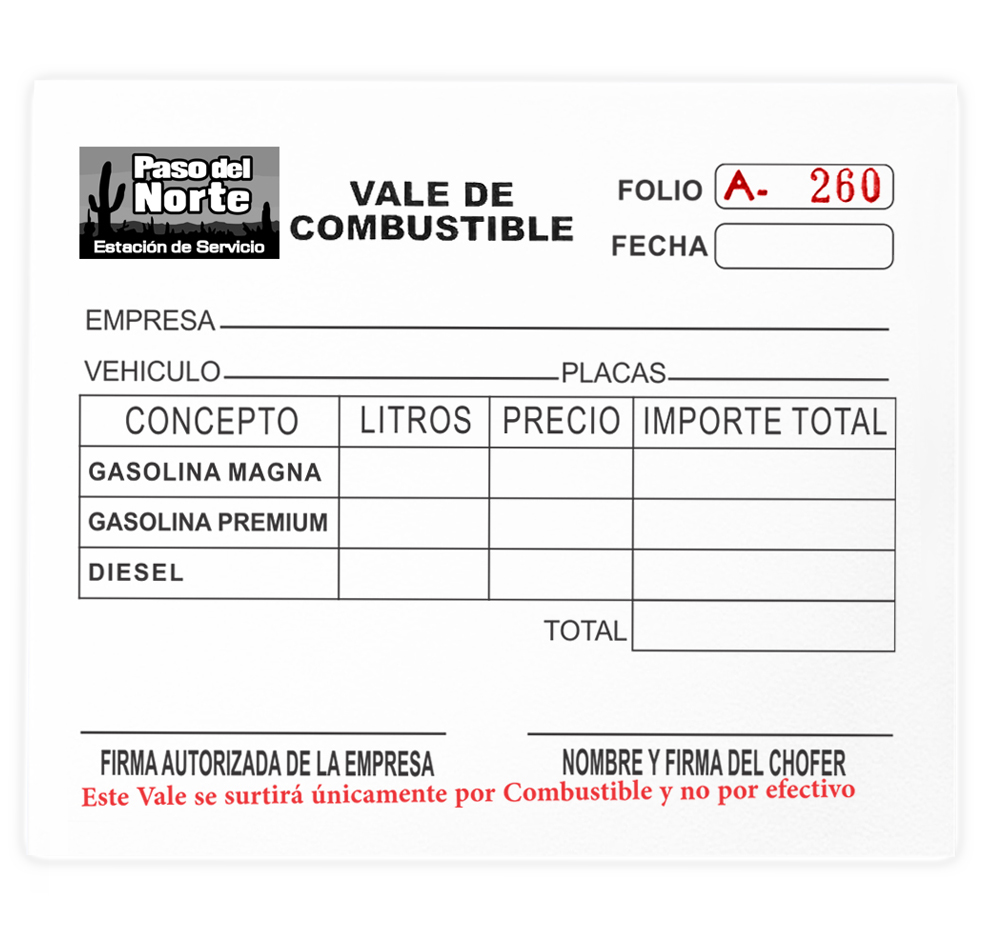 Paso del
Norte
Estación de Servicio
VALE DE
COMBUSTIBLE
FOLIO A- 260
FECHA
EMPRESA
VEHICULO PLACAS
CONCEPTO LITROS PRECIO IMPORTE TOTAL
GASOLINA MAGNA
GASOLINA PREMIUM
DIESEL
TOTAL
FIRMA AUTORIZADA DE LA EMPRESA NOMBRE Y FIRMA DEL CHOFER
Este Vale se surtirá únicamente por Combustible y no por efectivo